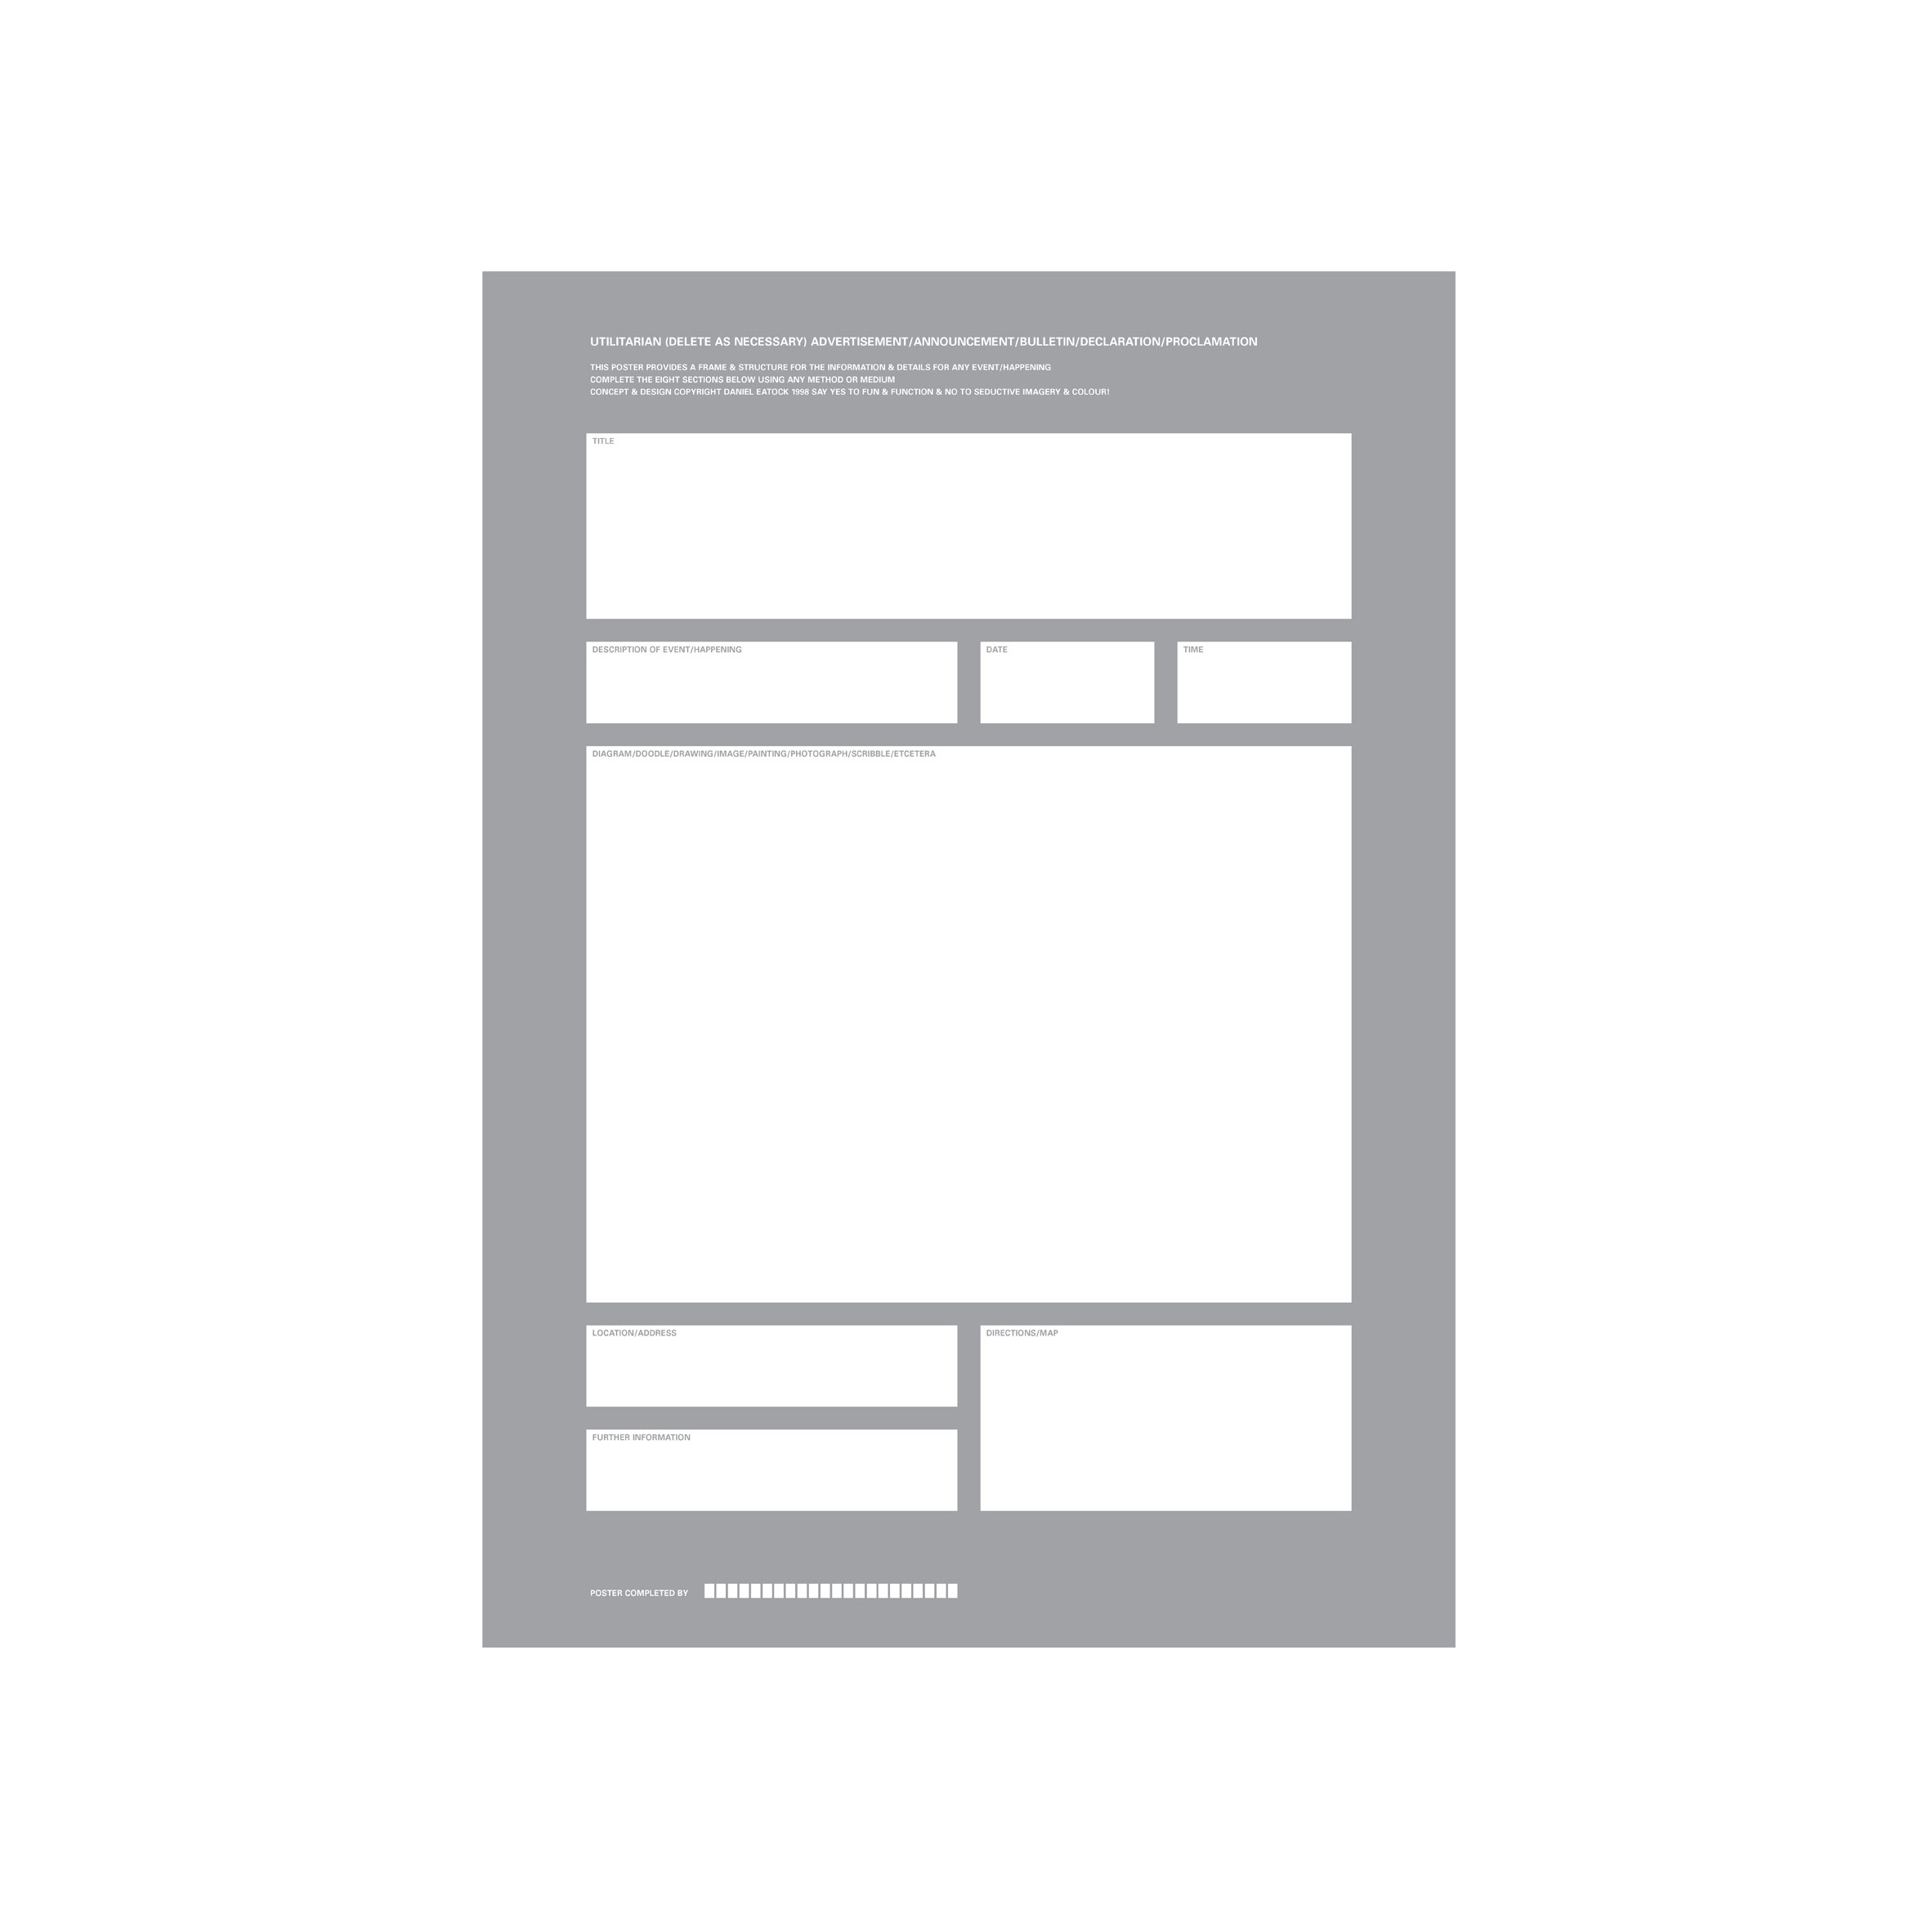 UTILITARIAN (DELETE AS NECESSARY) ADVERTISEMENT/ANNOUNCEMENT/BULLETIN/DECLARATION/PROCLAMATION
THIS POSTER PROVIDES A FRAME & STRUCTURE FOR THE INFORMATION & DETAILS FOR ANY EVENT/HAPPENING
COMPLETE THE EIGHT SECTIONS BELOW USING ANY METHOD OR MEDIUM
CONCEPT & DESIGN COPYRIGHT DANIEL EATOCK 1998 SAY YES TO FUN & FUNCTION & NO TO SEDUCTIVE IMAGERY & COLOUR!
TITLE
DESCRIPTION OF EVENT/HAPPENING
DATE
TIME
DIAGRAM/DOODLE/DRAWING/IMAGE/PAINTING/PHOTOGRAPH/SCRIBBLE/ETCETERA
LOCATION/ADDRESS
DIRECTIONS/MAP
FURTHER INFORMATION
POSTER COMPLETED BY